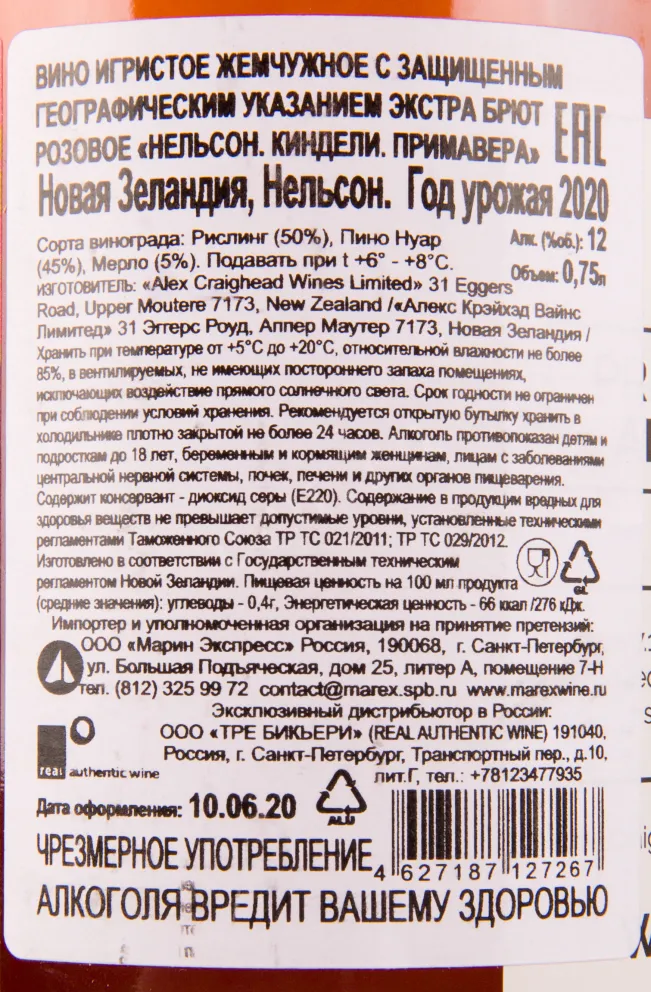 ВИНО ИГРИСТОЕ ЖЕМЧУЖНОЕ С ЗАЩИЩЕННЫМ
ГЕОГРАФИЧЕСКИМ УКАЗАНИЕМ ЭКСТРА БРЮТ
РОЗОВОЕ «НЕЛЬСОН. КИНДЕЛИ. ПРИМАВЕРА» ЕАС
Новая Зеландия, Нельсон. Год урожая 2020
Сорта винограда: Рислинг (50%), Пино Нуар Алк. (%об.): 12
(45%), Мерло (5%). Подавать при t +6° - +8°C. Объем: 0,75л
ИЗГОТОВИТЕЛЬ: «Alex Craighead Wines Limited» 31 Eggers
Road, Upper Moutere 7173, New Zealand /«Алекс Крэйхэд Вайнс
Лимитед» 31 Эггерс Роуд, Аппер Маутер 7173, Новая Зеландия /
Хранить при температуре от +5°C до +20°C, относительной влажности не более
85%, в вентилируемых, не имеющих постороннего запаха помещениях,
исключающих воздействие прямого солнечного света. Срок годности не ограничен
при соблюдении условий хранения. Рекомендуется открытую бутылку хранить в
холодильнике плотно закрытой не более 24 часов. Алкоголь противопоказан детям и
подросткам до 18 лет, беременным и кормящим женщинам, лицам с заболеваниями
центральной нервной системы, почек, печени и других органов пищеварения.
Содержит консервант - диоксид серы (E220). Содержание в продукции вредных для
здоровья веществ не превышает допустимые уровни, установленные техническими
регламентами Таможенного Союза ТР ТС 021/2011; ТР ТС 029/2012.
Изготовлено в соответствии с Государственным техническим
регламентом Новой Зеландии. Пищевая ценность на 100 мл продукта GL
(средние значения): углеводы - 0,4г, Энергетическая ценность - 66 ккал /276 кДж.
Импортер и уполномоченная организация на принятие претензий:
ООО «Марин Экспресс» Россия, 190068, г. Санкт-Петербург,
ул. Большая Подъяческая, дом 25, литер А, помещение 7-Н
тел. (812) 325 99 72 contact@marex.spb.ru www.marexwine.ru
Эксклюзивный дистрибьютор в России:
ООО «ТРЕ БИКЬЕРИ» (REAL AUTHENTIC WINE) 191040,
Россия, г. Санкт-Петербург, Транспортный пер., д.10,
real authentic wine лит.Г, тел.: +78123477935
Дата оформления: 10.06.20 ALU
ЧРЕЗМЕРНОЕ УПОТРЕБЛЕНИЕ 4 627187 127267
АЛКОГОЛЯ ВРЕДИТ ВАШЕМУ ЗДОРОВЬЮ